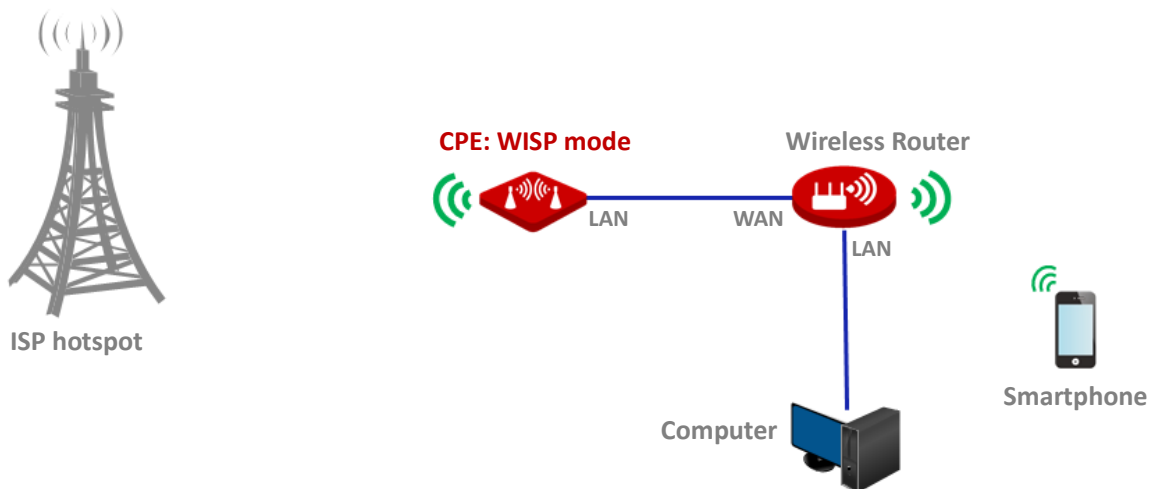 CPE: WISP mode
Wireless Router
LAN
WAN
LAN
ISP hotspot
Smartphone
Computer